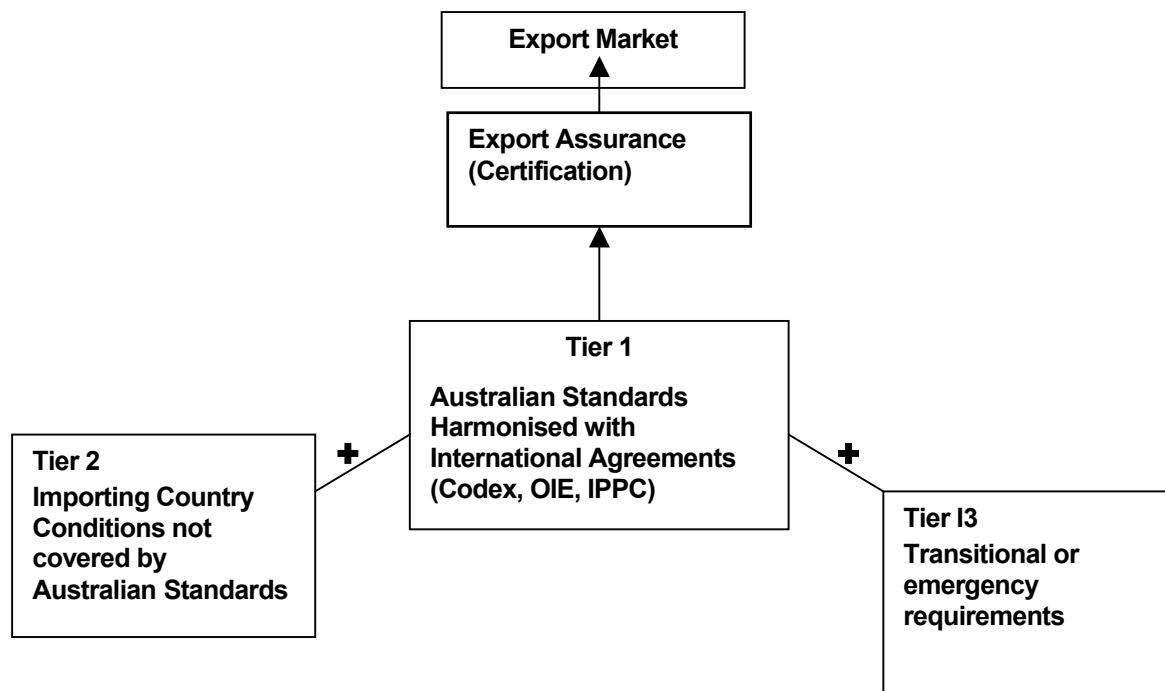 Export Market
Export Assurance
(Certification)
Tier 1
Australian Standards
Harmonised with
International Agreements
(Codex, OIE, IPPC)
+
+
Tier 2
Importing Country
Conditions not
covered by
Australian Standards
Tier I3
Transitional or
emergency
requirements